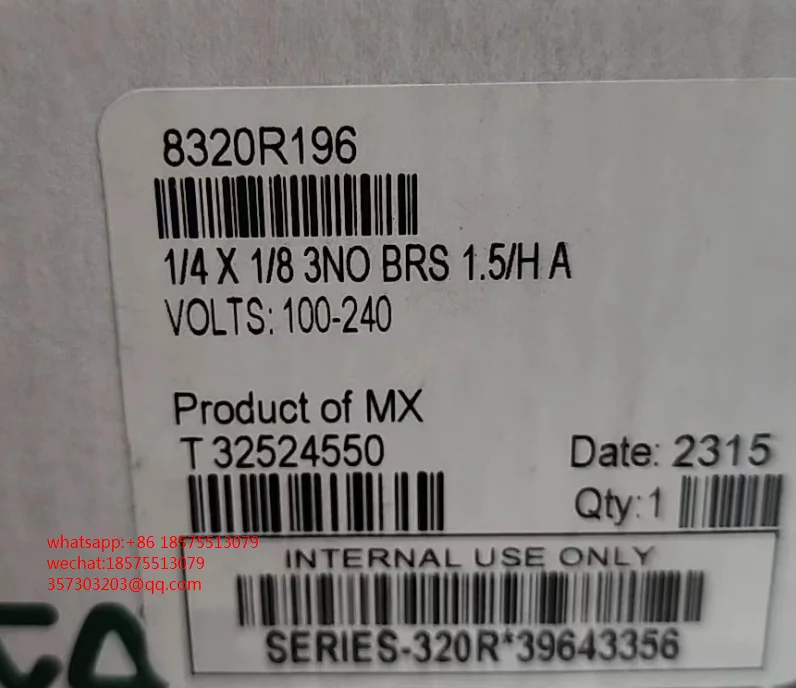 8320R196
1/4 X 1/8 3NO BRS 1.5/H A
VOLTS: 100-240
Product of MX
T 32524550
Date: 2315
Qty: 1
whatsapp:+86 18575513079
wechat:18575513079
357303203@qq.com
INTERNAL USE ONLY
SERIES-320R*39643356